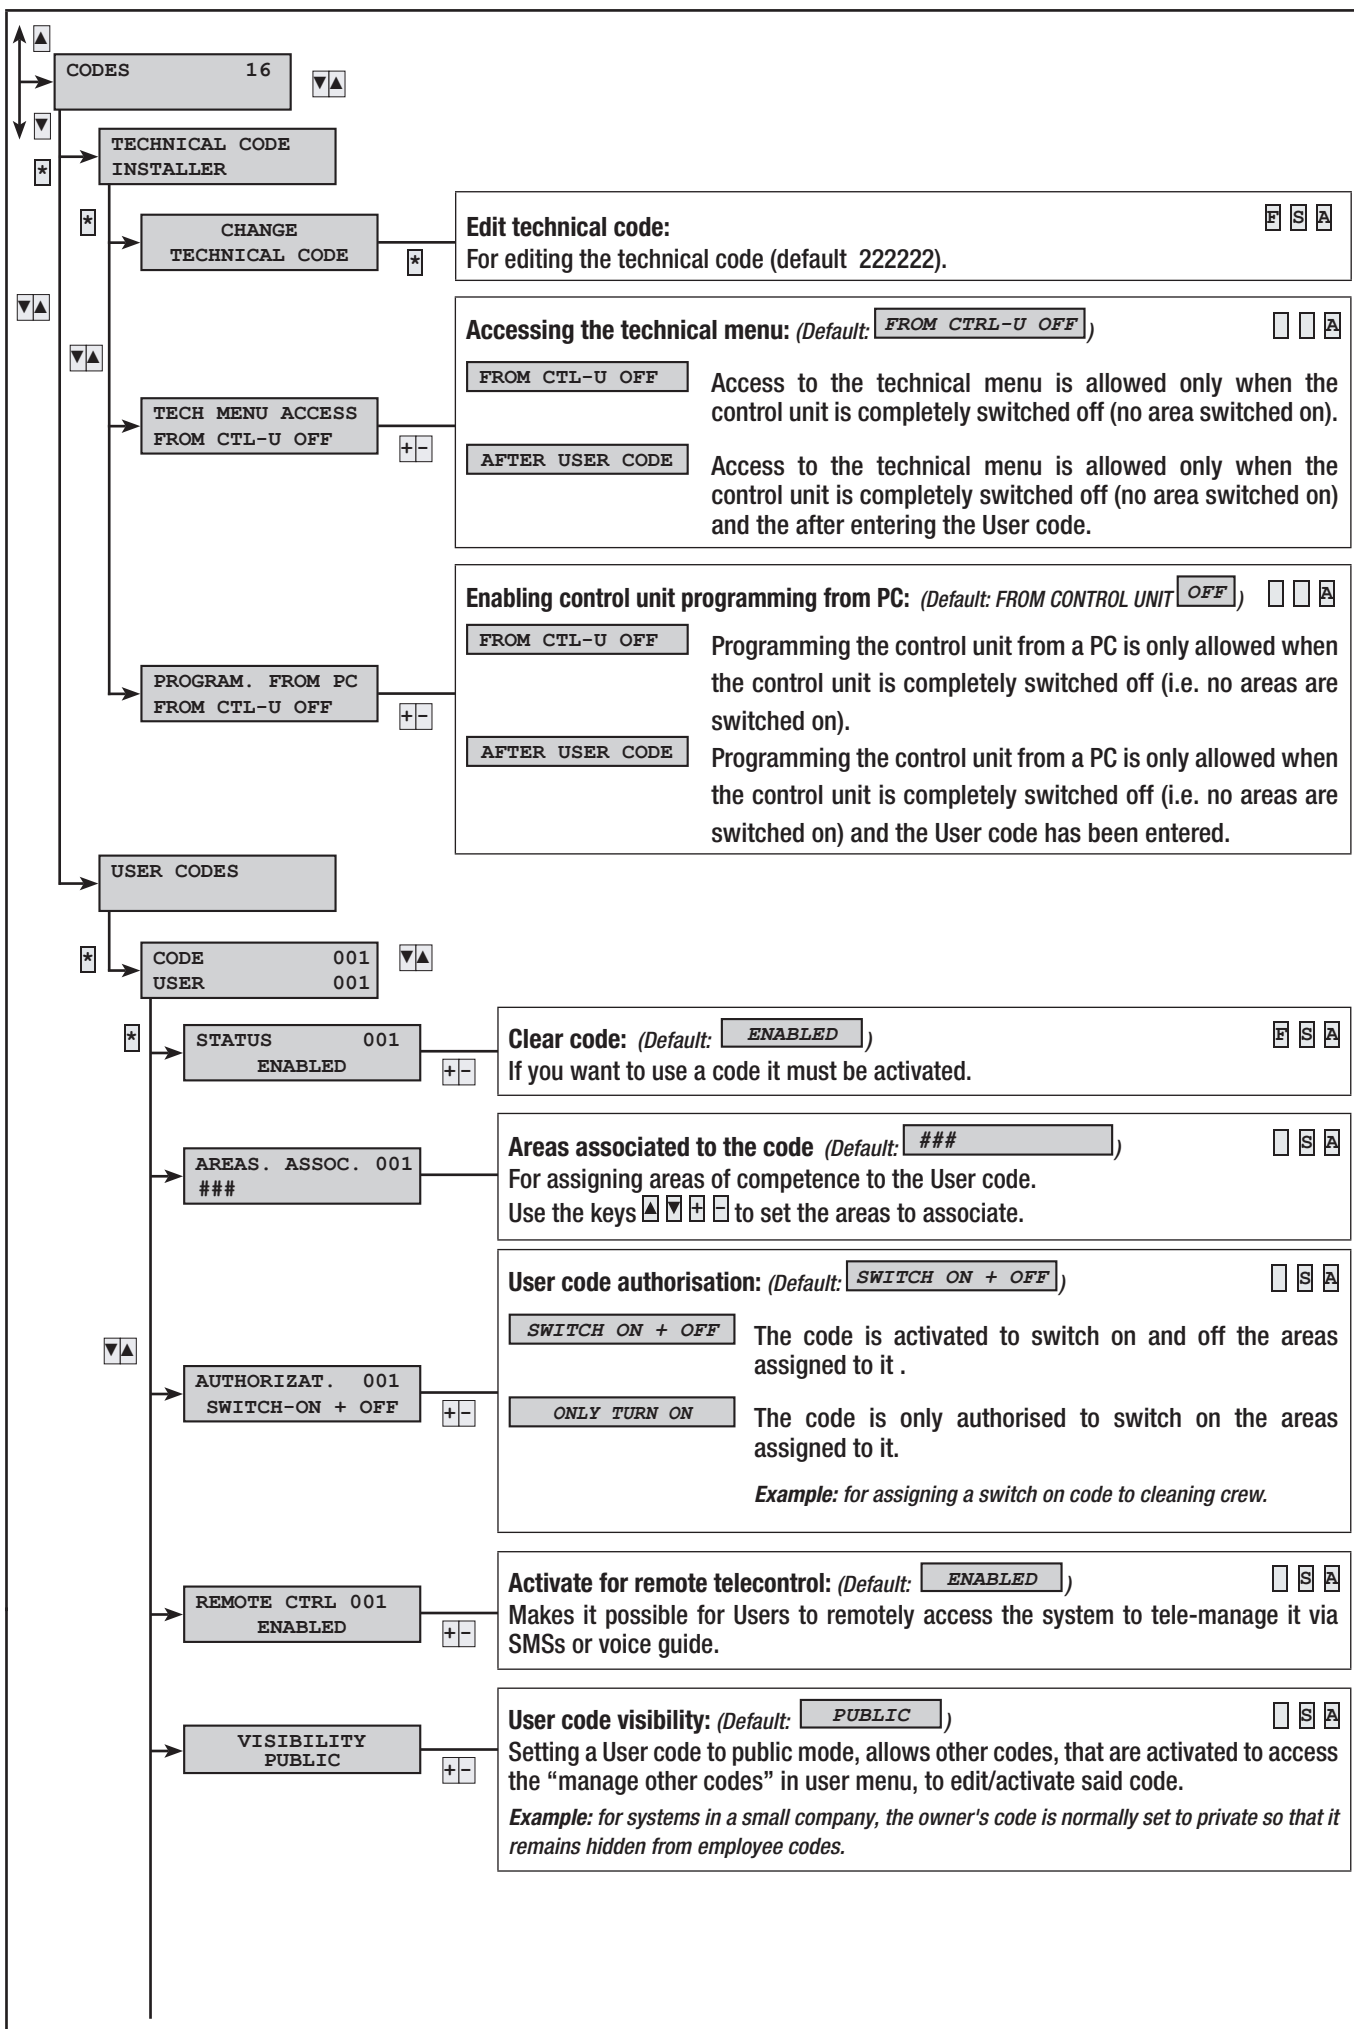 ▲
CODES 16
▼▲
▼
*
TECHNICAL CODE
INSTALLER
*
CHANGE
TECHNICAL CODE
*
Edit technical code:
F S A
For editing the technical code (default 222222).
▼▲
▼▲
TECH MENU ACCESS
FROM CTL-U OFF
+ -
Accessing the technical menu: (Default: FROM CTRL-U OFF)
A
FROM CTL-U OFF
Access to the technical menu is allowed only when the
control unit is completely switched off (no area switched on).
AFTER USER CODE
Access to the technical menu is allowed only when the
control unit is completely switched off (no area switched on)
and the after entering the User code.
PROGRAM. FROM PC
FROM CTL-U OFF
+ -
Enabling control unit programming from PC: (Default: FROM CONTROL UNIT OFF)
A
FROM CTL-U OFF
Programming the control unit from a PC is only allowed when
the control unit is completely switched off (i.e. no areas are
switched on).
AFTER USER CODE
Programming the control unit from a PC is only allowed when
the control unit is completely switched off (i.e. no areas are
switched on) and the User code has been entered.
USER CODES
*
CODE 001
USER 001
▼▲
*
STATUS 001
ENABLED
+ -
Clear code: (Default: ENABLED)
F S A
If you want to use a code it must be activated.
AREAS. ASSOC. 001
###
Areas associated to the code (Default: ###)
S A
For assigning areas of competence to the User code.
Use the keys ▲ ▼ + - to set the areas to associate.
▼▲
AUTHORIZAT. 001
SWITCH-ON + OFF
+ -
User code authorisation: (Default: SWITCH ON + OFF)
S A
SWITCH ON + OFF
The code is activated to switch on and off the areas
assigned to it .
ONLY TURN ON
The code is only authorised to switch on the areas
assigned to it.
Example: for assigning a switch on code to cleaning crew.
REMOTE CTRL 001
ENABLED
+ -
Activate for remote telecontrol: (Default: ENABLED)
S A
Makes it possible for Users to remotely access the system to tele-manage it via
SMSs or voice guide.
VISIBILITY
PUBLIC
+ -
User code visibility: (Default: PUBLIC)
S A
Setting a User code to public mode, allows other codes, that are activated to access
the “manage other codes” in user menu, to edit/activate said code.
Example: for systems in a small company, the owner's code is normally set to private so that it
remains hidden from employee codes.